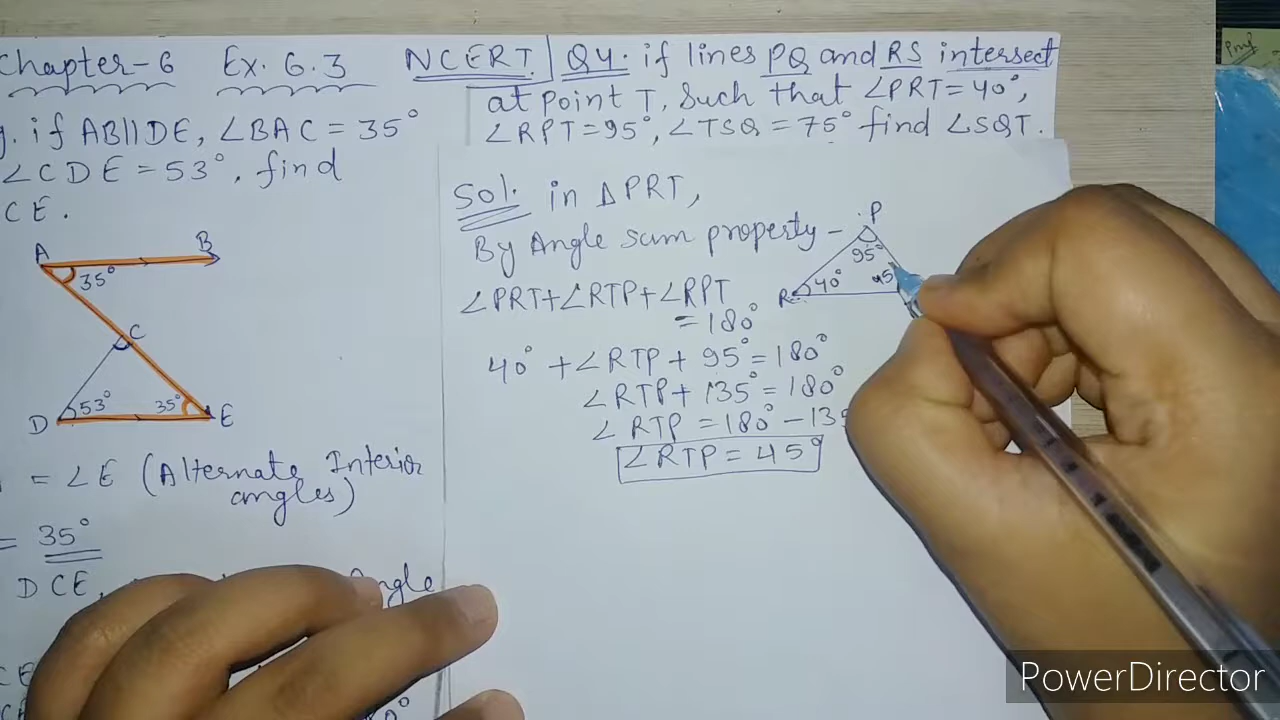 Chapter-6 Ex. 6.3 NCERT
Q4. if lines PQ and RS intersect
at point T, Such that ∠PRT = 40°,
∠RPT = 95°, ∠TSQ = 75° find ∠SQT.
if AB||DE, ∠BAC = 35°
∠CDE = 53°, find
CE.
A
B
35°
C
D
53°
35°
E
= ∠E (Alternate Interior
angles)
= 35°
DCE,
Angle
Sol. in ΔPRT,
By Angle sum property -
∠PRT+∠RTP+∠RPT
= 180°
40° + ∠RTP + 95° = 180°
∠RTP + 135° = 180°
∠RTP = 180° - 135
∠RTP = 45°
P
95°
R
40°
45
Prof
PowerDirector